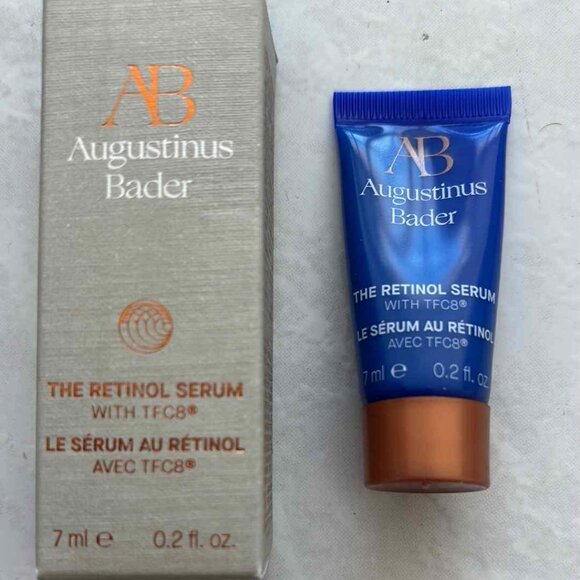 AB
Augustinus
Bader
THE RETINOL SERUM
WITH TFC8®
LE SÉRUM AU RÉTINOL
AVEC TFC8®
7 ml e 0.2 fl. oz.
AB
Augustinus
Bader
THE RETINOL SERUM
WITH TFC8®
LE SÉRUM AU RÉTINOL
AVEC TFC8®
7 ml e 0.2 fl. oz.